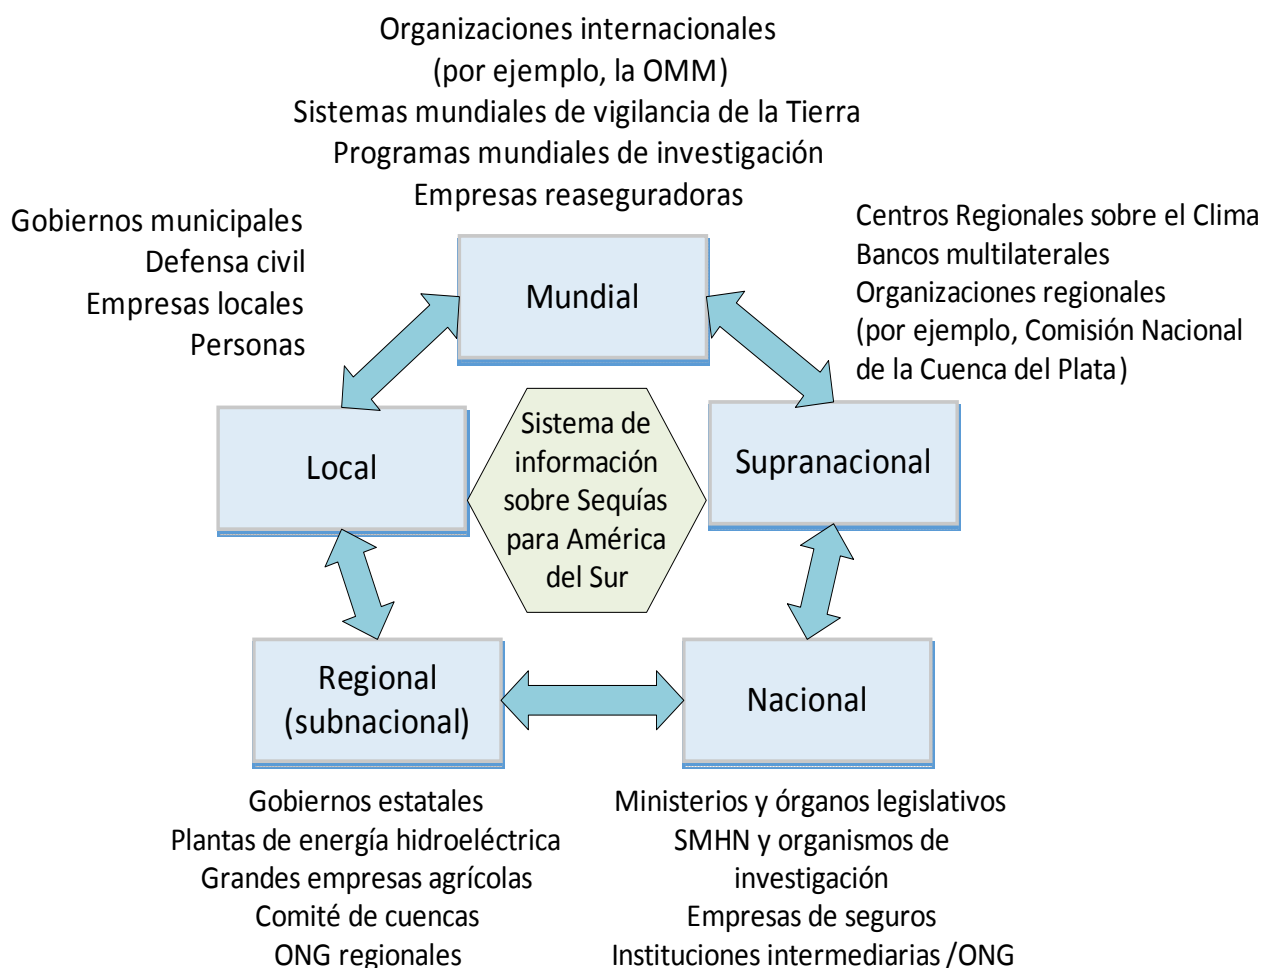 Organizaciones internacionales
(por ejemplo, la OMM)
Sistemas mundiales de vigilancia de la Tierra
Programas mundiales de investigación
Empresas reaseguradoras
Gobiernos municipales
Defensa civil
Empresas locales
Personas
Centros Regionales sobre el Clima
Bancos multilaterales
Organizaciones regionales
(por ejemplo, Comisión Nacional
de la Cuenca del Plata)
Mundial
Local
Sistema de
información
sobre Sequías
para América
del Sur
Supranacional
Regional
(subnacional)
Nacional
Gobiernos estatales
Plantas de energía hidroeléctrica
Grandes empresas agrícolas
Comité de cuencas
ONG regionales
Ministerios y órganos legislativos
SMHN y organismos de
investigación
Empresas de seguros
Instituciones intermediarias /ONG